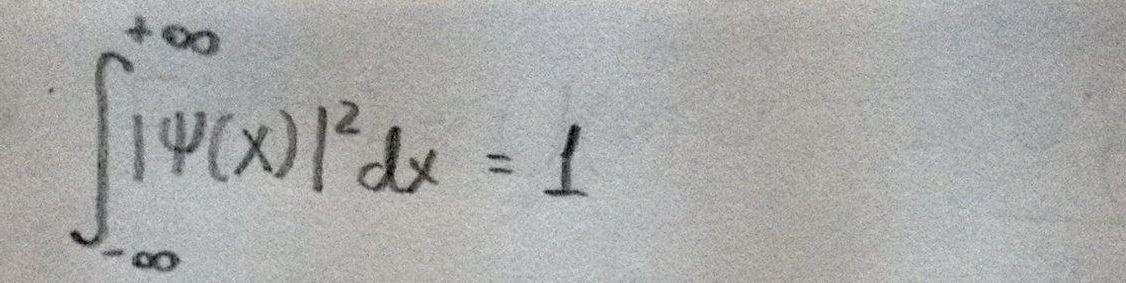 ∫_{-∞}^{+∞} |Ψ(x)|² dx = 1